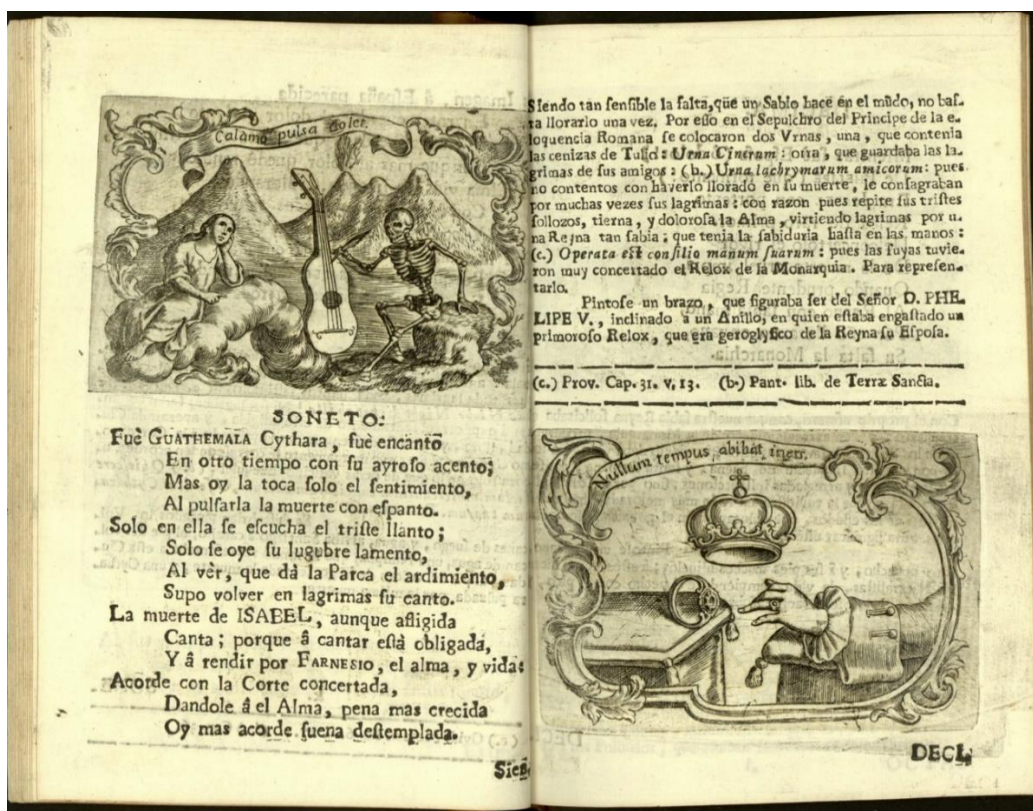 Calamo pulsa dolet.
SONETO:
Fuè GUATHEMALA Cythara, fuè encantō
En otro tiempo con ſu ayroſo acento;
Mas oy la toca ſolo el ſentimiento,
Al pulſarla la muerte con eſpanto.
Solo en ella ſe eſcucha el triſte llanto;
Solo ſe oye ſu lugubre lamento,
Al vèr, que dà la Parca el ardimiento,
Supo volver en lagrimas ſu canto.
La muerte de ISABEL, aunque afligida
Canta; porque â cantar eſtà obligada,
Y â rendir por FARNESIO, el alma, y vida:
Acorde con la Corte concertada,
Dandole â el Alma, pena mas crecida
Oy mas acorde ſuena deſtemplada.
Sien-
Siendo tan ſenſible la falta, que un Sabio hace en el mũdo, no baſ-
ta llorarlo una vez. Por eſſo en el Sepulchro del Principe de la e-
loquencia Romana ſe colocaron dos Vrnas, una, que contenia
las cenizas de Tulio: Urna Cinerum: otra, que guardaba las la-
grimas de ſus amigos: (b.) Urna lachrymarum amicorum: pues
no contentos con haverlo lloradó en ſu muerte, le conſagraban
por muchas vezes ſus lagrimas: con razon pues repite ſus triſtes
ſollozos, tierna, y doloroſa la Alma, virtiendo lagrimas por u-
na Reyna tan ſabia; que tenia la ſabiduria haſta en las manos:
(c.) Operata eſt conſilio manum ſuarum: pues las ſuyas tuvie-
ron muy concertado el Relox de la Monarquia. Para repreſen-
tarlo.
Pintoſe un brazo, que figuraba ſer del Señor D. PHE-
LIPE V., inclinado à un Anillo, en quien eſtaba engaſtado un
primoroſo Relox, que era geroglyfico de la Reyna ſu Eſpoſa.
(c.) Prov. Cap. 31. v. 13. (b.) Pant. lib. de Terræ Sancta.
Nullum tempus abibat iners.
DECL